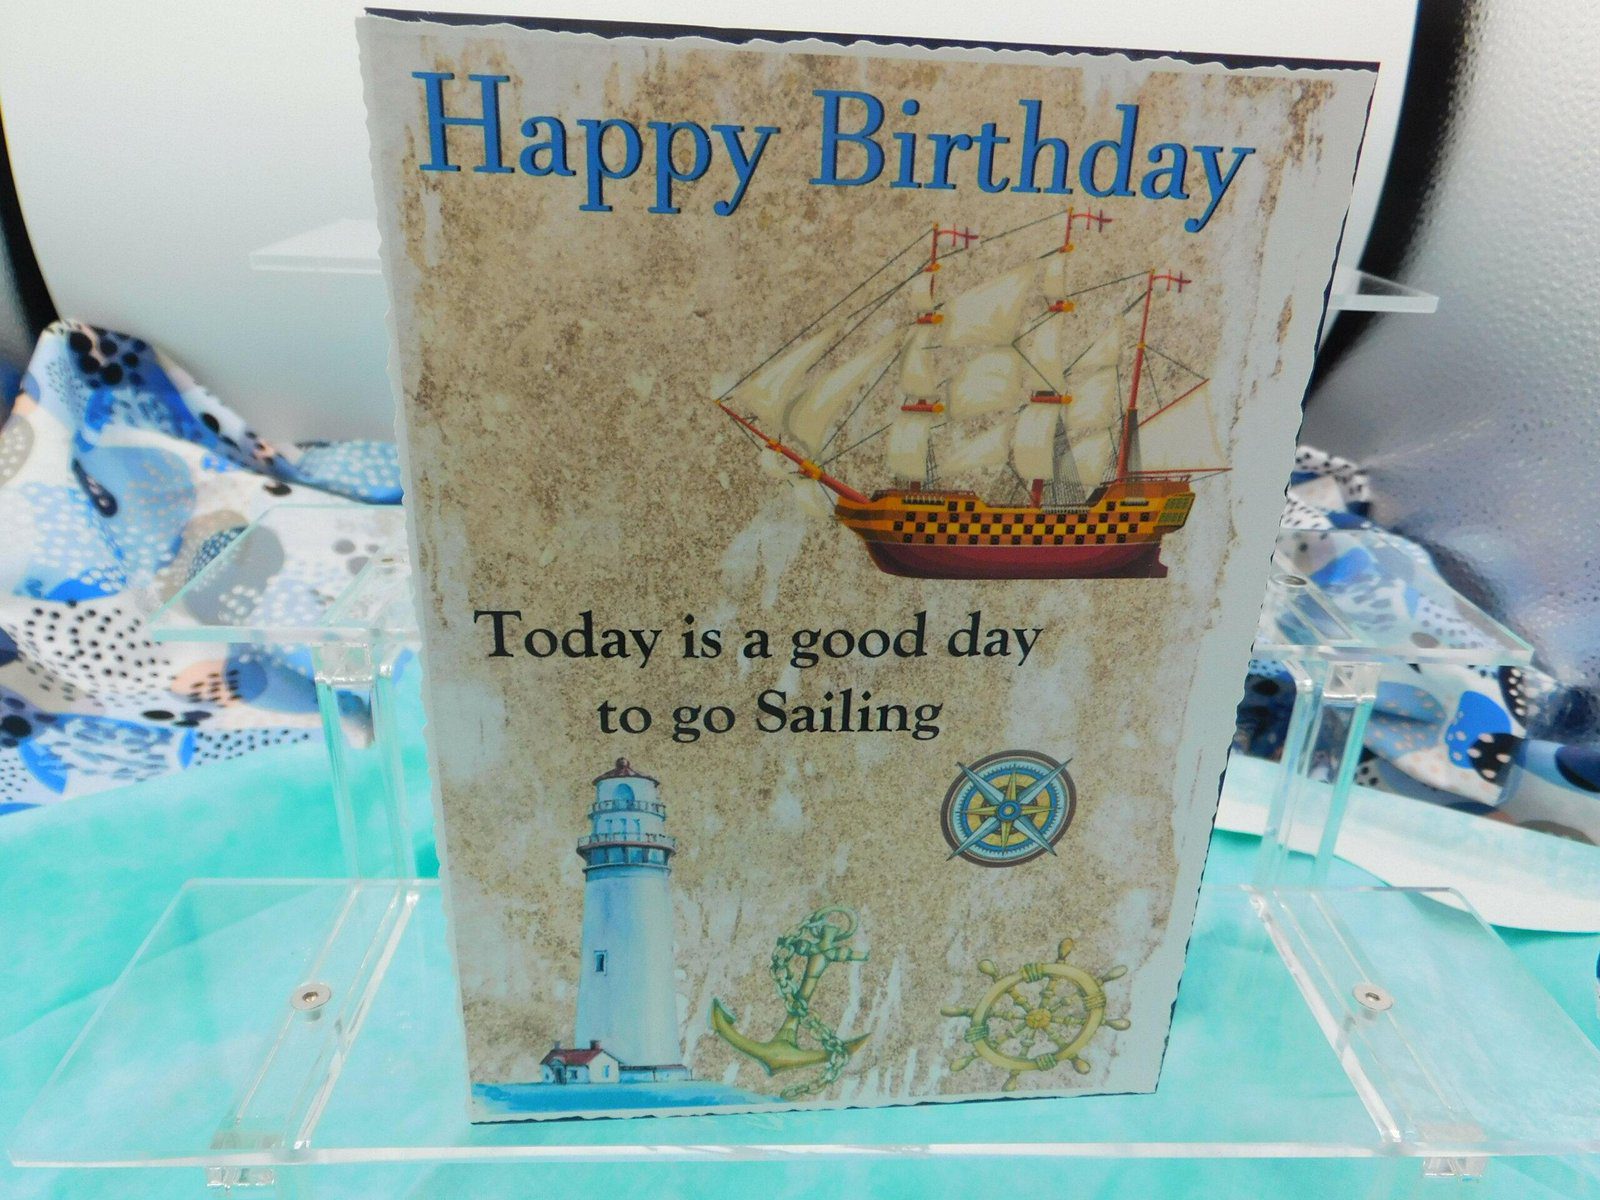 Happy Birthday
Today is a good day
to go Sailing